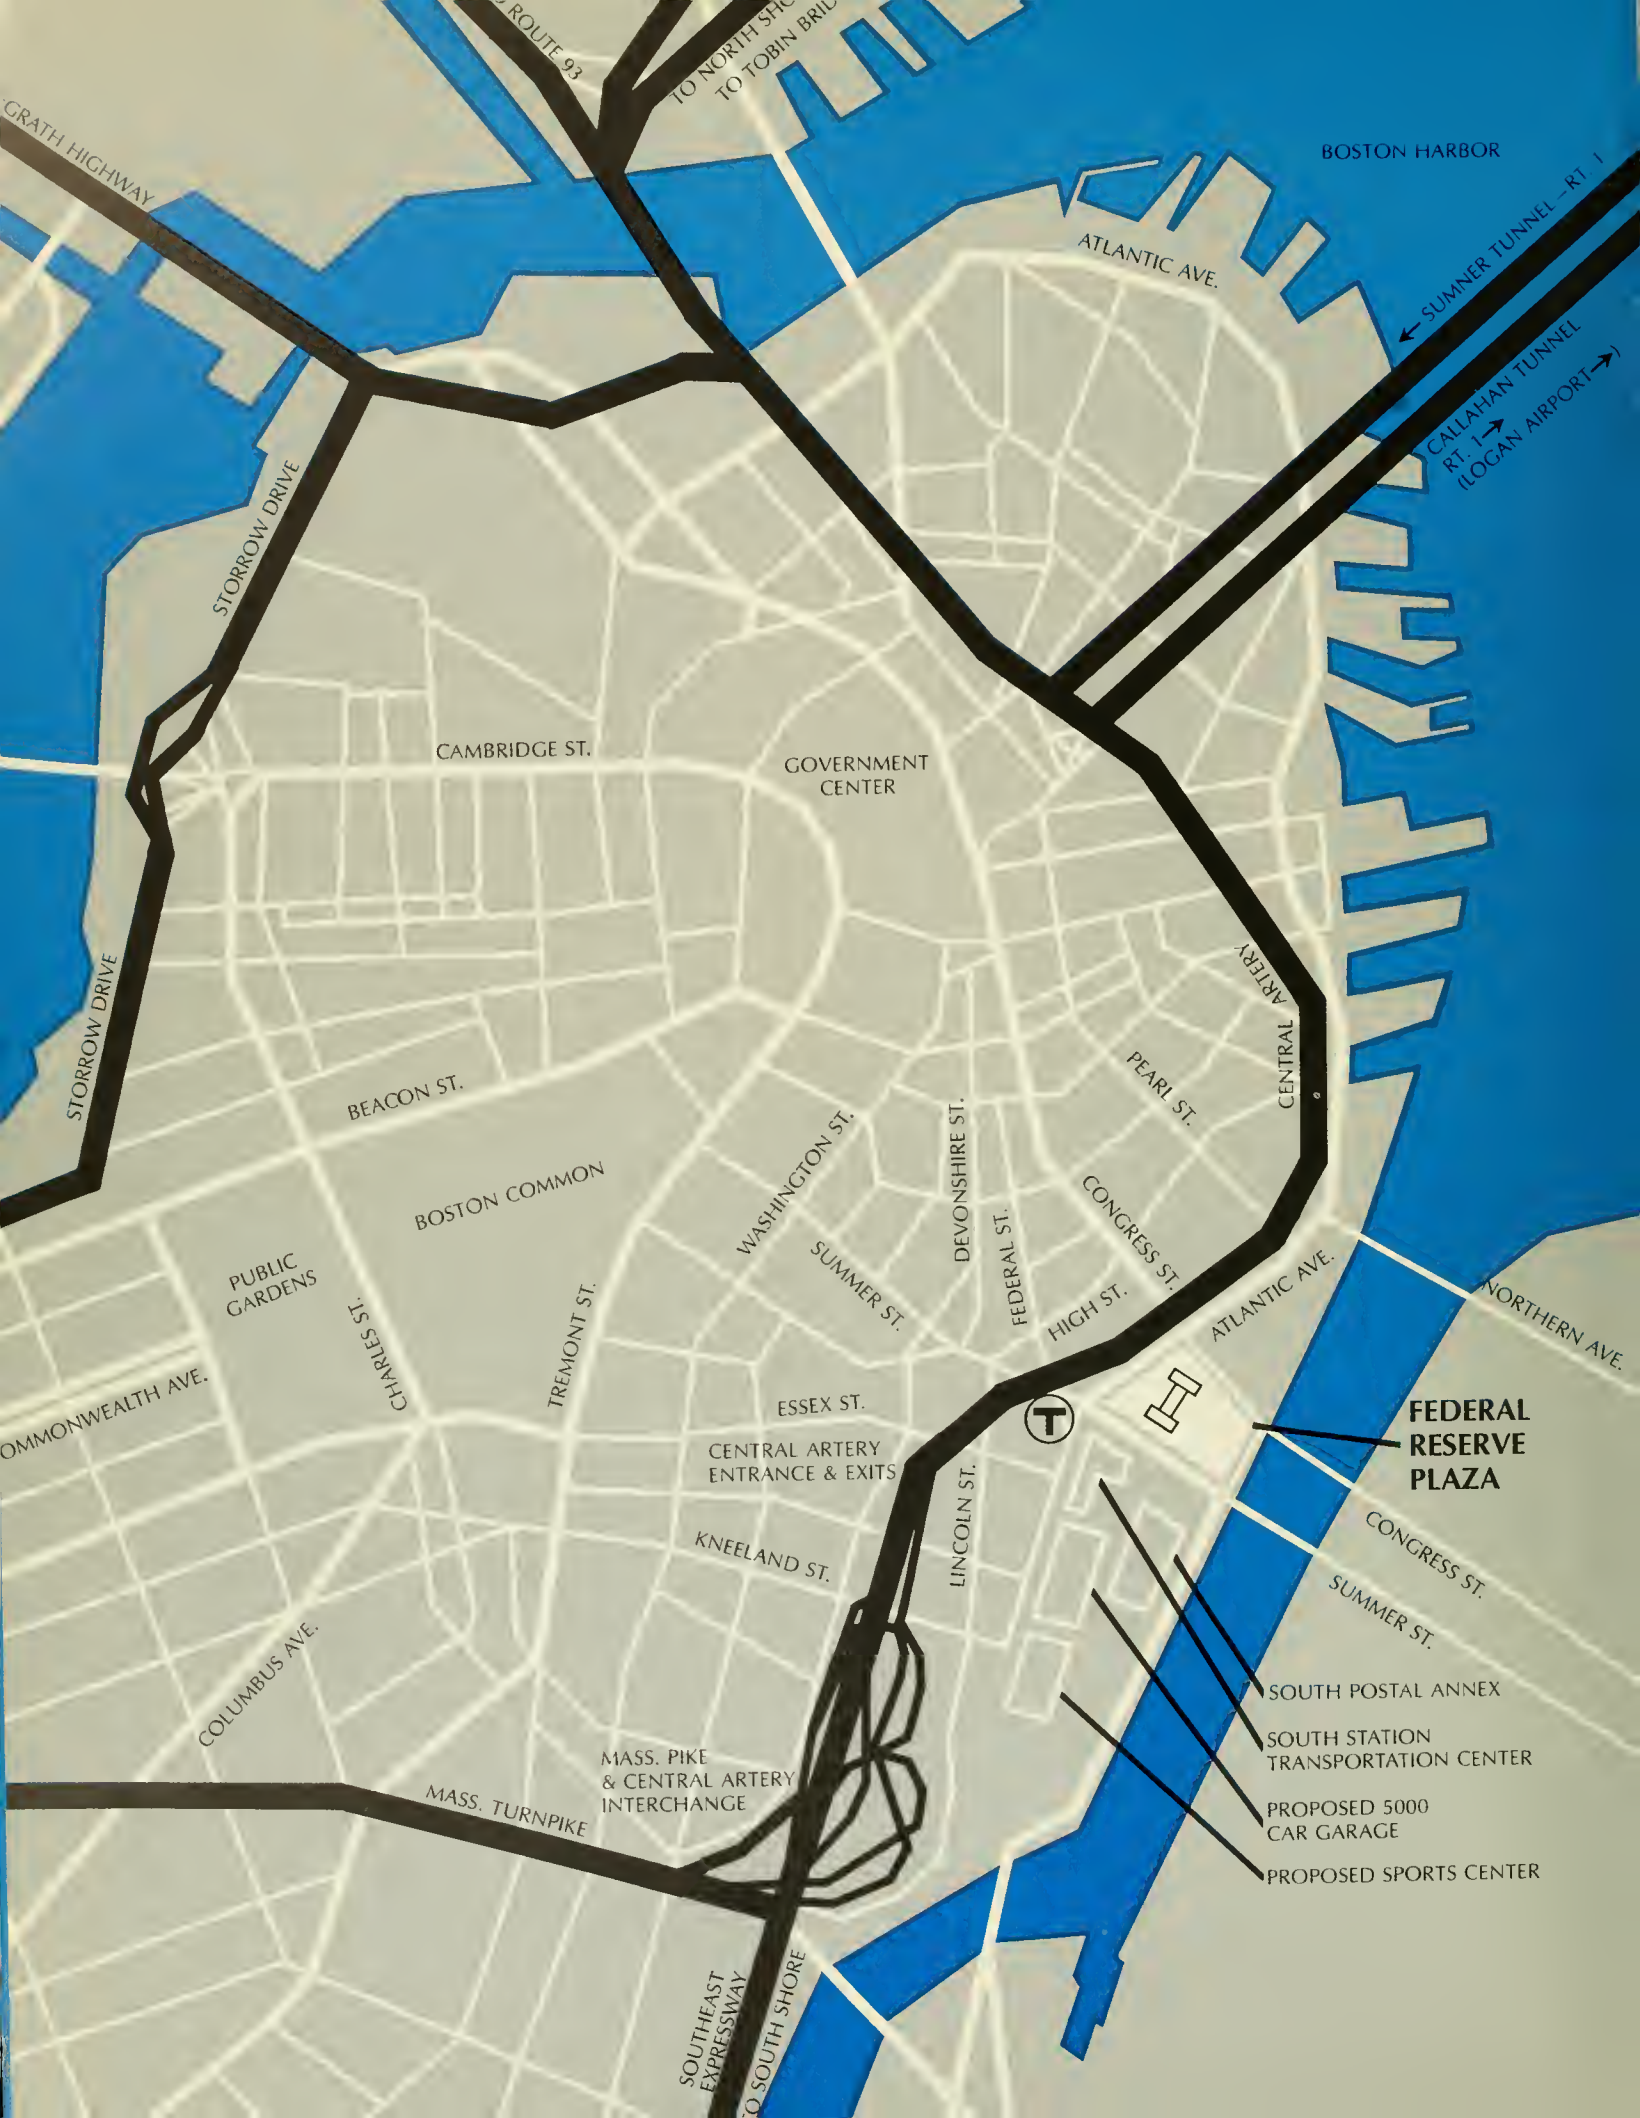 ROUTE 93
TO NORTH
TO TOBIN
GRATH HIGHWAY
BOSTON HARBOR
← SUMNER TUNNEL – RT. 1
ATLANTIC AVE.
CALLAHAN TUNNEL
RT. 1→
(LOGAN AIRPORT→)
STORROW DRIVE
CAMBRIDGE ST.
GOVERNMENT
CENTER
CENTRAL ARTERY
STORROW DRIVE
BEACON ST.
PEARL ST.
BOSTON COMMON
WASHINGTON ST.
DEVONSHIRE ST.
CONGRESS ST.
PUBLIC
GARDENS
CHARLES ST.
TREMONT ST.
SUMMER ST.
FEDERAL ST.
HIGH ST.
ATLANTIC AVE.
NORTHERN AVE.
OMMONWEALTH AVE.
ESSEX ST.
T
FEDERAL
RESERVE
PLAZA
CENTRAL ARTERY
ENTRANCE & EXITS
LINCOLN ST.
KNEELAND ST.
CONGRESS ST.
SUMMER ST.
COLUMBUS AVE.
SOUTH POSTAL ANNEX
SOUTH STATION
TRANSPORTATION CENTER
MASS. PIKE
& CENTRAL ARTERY
INTERCHANGE
MASS. TURNPIKE
PROPOSED 5000
CAR GARAGE
PROPOSED SPORTS CENTER
SOUTHEAST
EXPRESSWAY
TO SOUTH SHORE